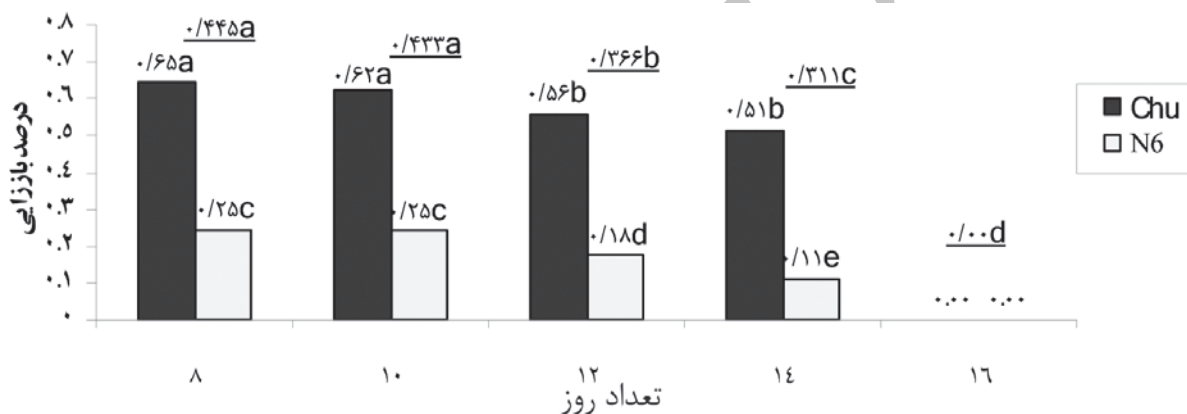 درصد باززایی
۰.۸
۰.۷
۰.۶
۰.۵
۰.٤
۰.۳
۰.۲
۰.۱
۰
۰/۴۴۵a
۰/۴۳۳a
۰/۳۶۶b
۰/۳۱۱c
۰/۰۰d
۰/۶۵a
۰/۶۲a
۰/۵۶b
۰/۵۱b
۰/۲۵c
۰/۲۵c
۰/۱۸d
۰/۱۱e
۰.۰۰ ۰.۰۰
۸ ۱۰ ۱۲ ۱٤ ۱٦
تعداد روز
Chu
N6